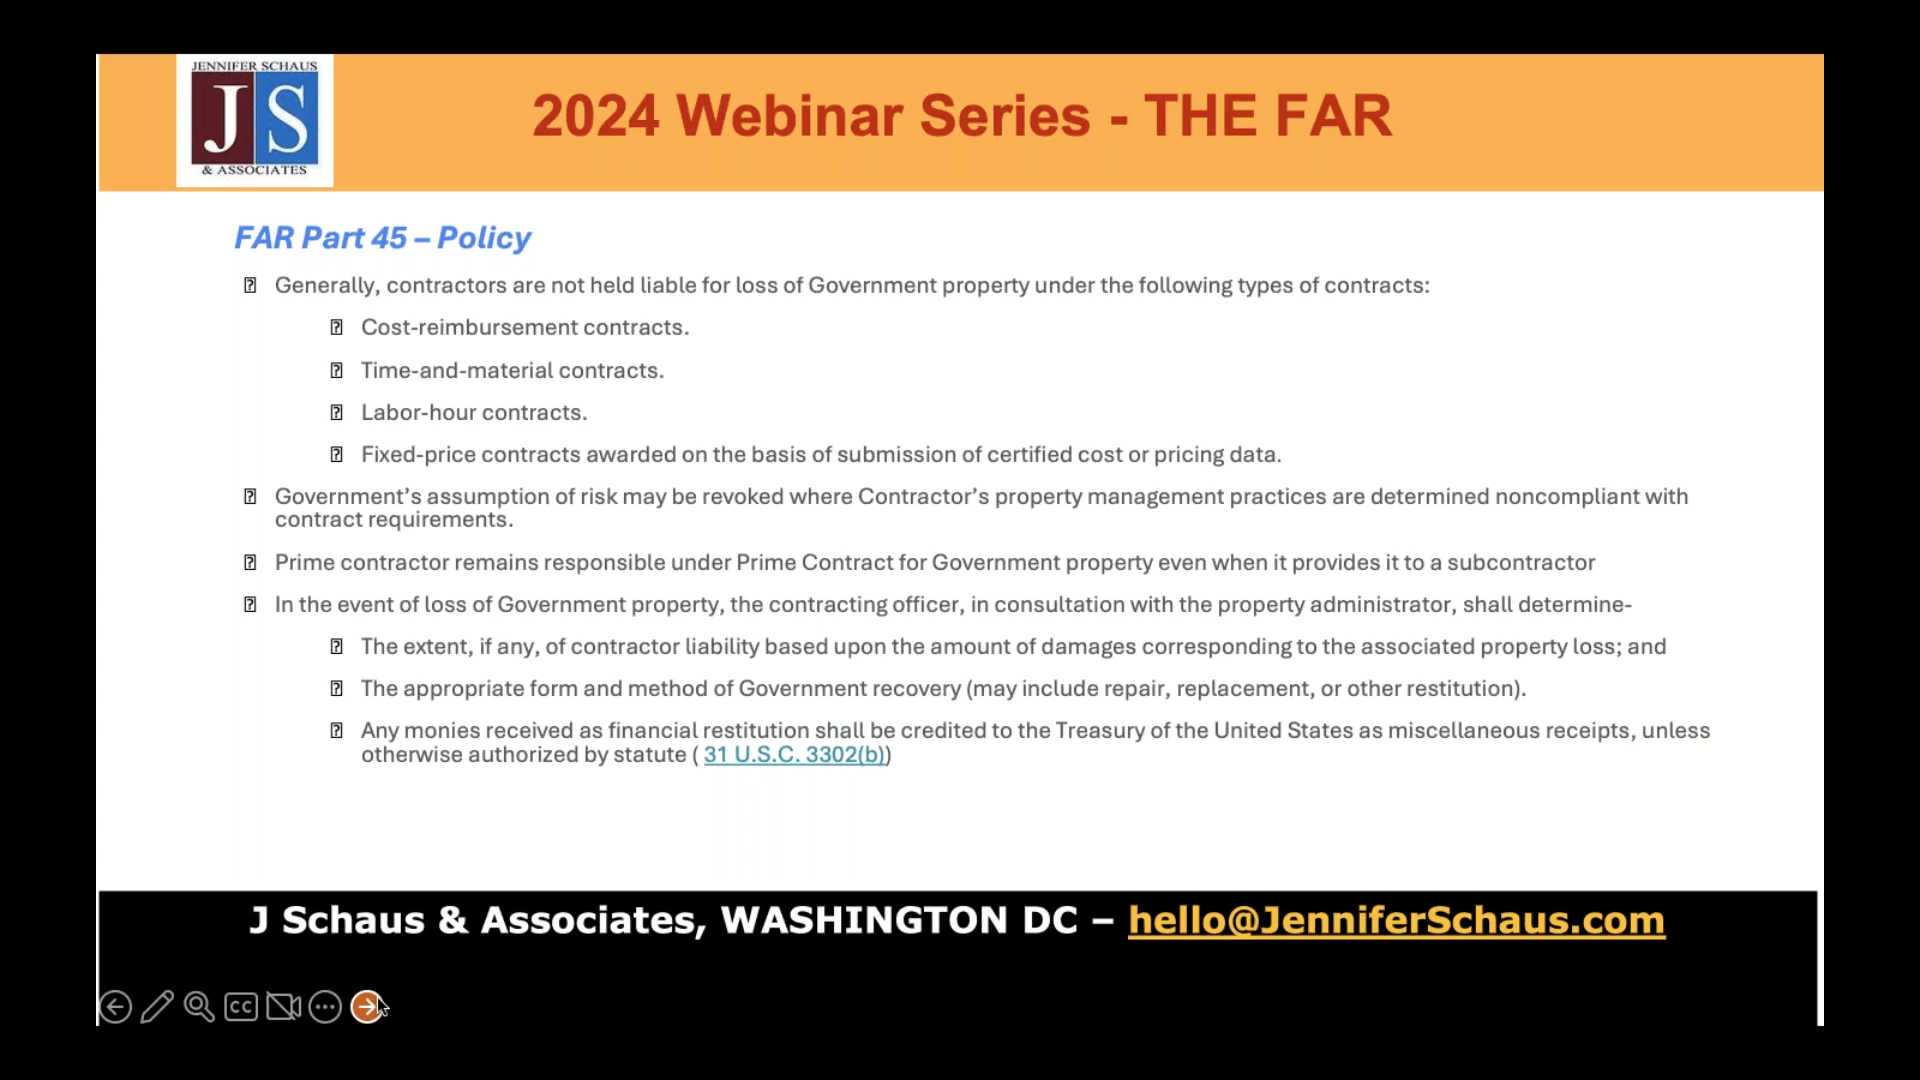 JENNIFER SCHAUS
JS
& ASSOCIATES
2024 Webinar Series - THE FAR
FAR Part 45 – Policy
Generally, contractors are not held liable for loss of Government property under the following types of contracts:
Cost-reimbursement contracts.
Time-and-material contracts.
Labor-hour contracts.
Fixed-price contracts awarded on the basis of submission of certified cost or pricing data.
Government’s assumption of risk may be revoked where Contractor’s property management practices are determined noncompliant with
contract requirements.
Prime contractor remains responsible under Prime Contract for Government property even when it provides it to a subcontractor
In the event of loss of Government property, the contracting officer, in consultation with the property administrator, shall determine-
The extent, if any, of contractor liability based upon the amount of damages corresponding to the associated property loss; and
The appropriate form and method of Government recovery (may include repair, replacement, or other restitution).
Any monies received as financial restitution shall be credited to the Treasury of the United States as miscellaneous receipts, unless
otherwise authorized by statute ( 31 U.S.C. 3302(b))
J Schaus & Associates, WASHINGTON DC – hello@JenniferSchaus.com
CC